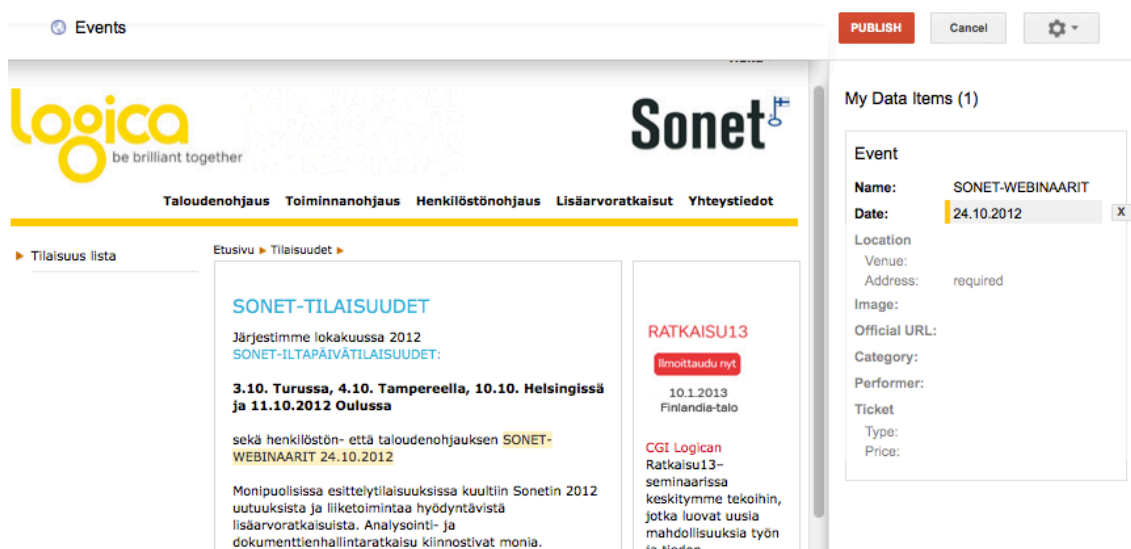 Events
PUBLISH
Cancel
logica
be brilliant together
Sonet
Taloudenohjaus Toiminnanohjaus Henkilöstönohjaus Lisäarvoratkaisut Yhteystiedot
Tilaisuus lista
Etusivu ▶ Tilaisuudet ▶
SONET-TILAISUUDET
Järjestimme lokakuussa 2012
SONET-ILTAPÄIVÄTILAISUUDET:
3.10. Turussa, 4.10. Tampereella, 10.10. Helsingissä
ja 11.10.2012 Oulussa
sekä henkilöstön- että taloudenohjauksen SONET-
WEBINAARIT 24.10.2012
Monipuolisissa esittelytilaisuuksissa kuultiin Sonetin 2012
uutuuksista ja liiketoimintaa hyödyntävistä
lisäarvoratkaisuista. Analysointi- ja
dokumenttienhallintaratkaisu kiinnostivat monia.
RATKAISU13
Ilmoittaudu nyt
10.1.2013
Finlandia-talo
CGI Logican
Ratkaisu13–
seminaarissa
keskitymme tekoihin,
jotka luovat uusia
mahdollisuuksia työn
ja tiedon
My Data Items (1)
Event
Name: SONET-WEBINAARIT
Date: 24.10.2012 X
Location
Venue:
Address: required
Image:
Official URL:
Category:
Performer:
Ticket
Type:
Price: